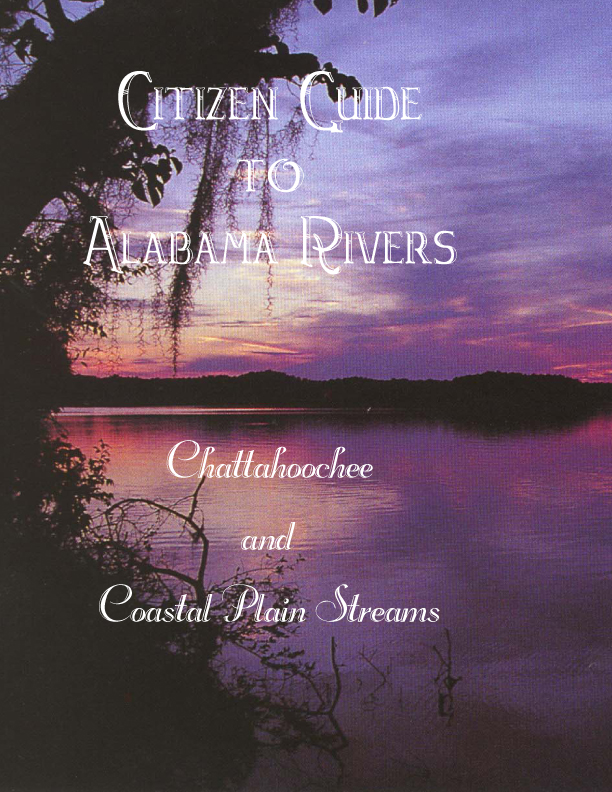 Citizen Guide
to
Alabama Rivers
Chattahoochee
and
Coastal Plain Streams